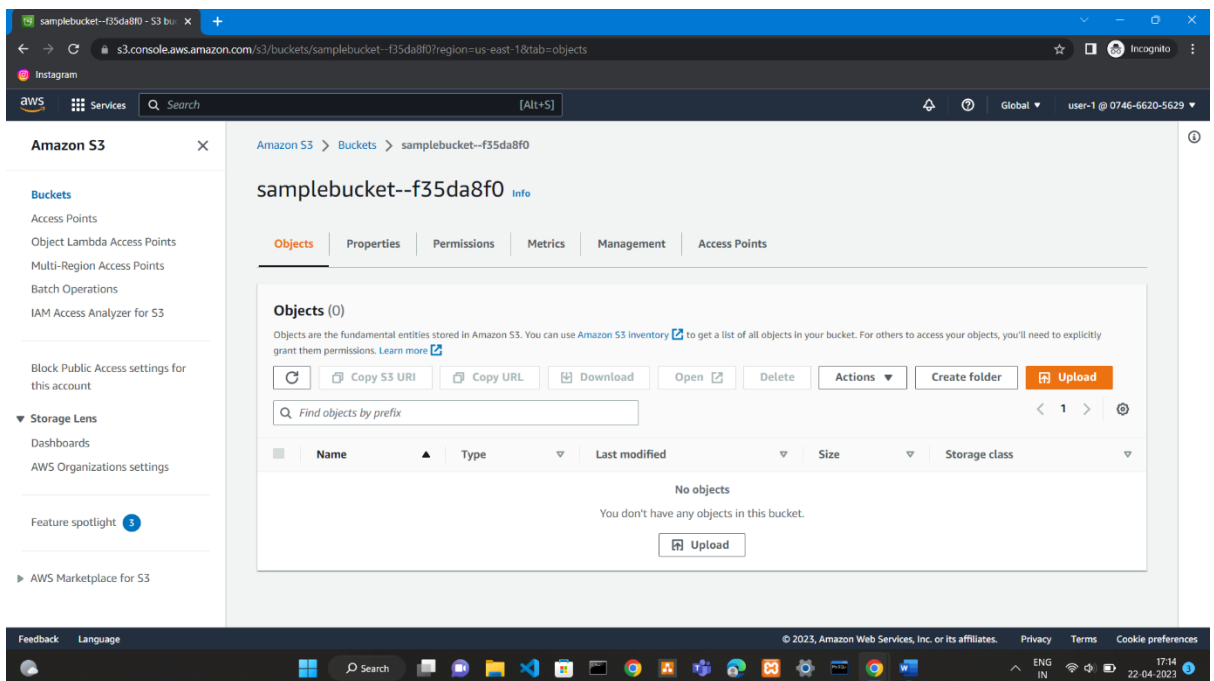 samplebucket--f35da8f0 - S3 bu
s3.console.aws.amazon.com/s3/buckets/samplebucket--f35da8f0?region=us-east-1&tab=objects
Incognito
Instagram
aws Services Search [Alt+S] Global user-1 @ 0746-6620-5629
Amazon S3
Buckets
Access Points
Object Lambda Access Points
Multi-Region Access Points
Batch Operations
IAM Access Analyzer for S3
Block Public Access settings for
this account
Storage Lens
Dashboards
AWS Organizations settings
Feature spotlight 3
AWS Marketplace for S3
Amazon S3 > Buckets > samplebucket--f35da8f0
samplebucket--f35da8f0 Info
Objects Properties Permissions Metrics Management Access Points
Objects (0)
Objects are the fundamental entities stored in Amazon S3. You can use Amazon S3 inventory to get a list of all objects in your bucket. For others to access your objects, you'll need to explicitly
grant them permissions. Learn more
Copy S3 URI Copy URL Download Open Delete Actions Create folder Upload
Find objects by prefix
< 1 >
Name Type Last modified Size Storage class
No objects
You don't have any objects in this bucket.
Upload
Feedback Language © 2023, Amazon Web Services, Inc. or its affiliates. Privacy Terms Cookie preferences
Search
ENG
IN
17:14
22-04-2023
3